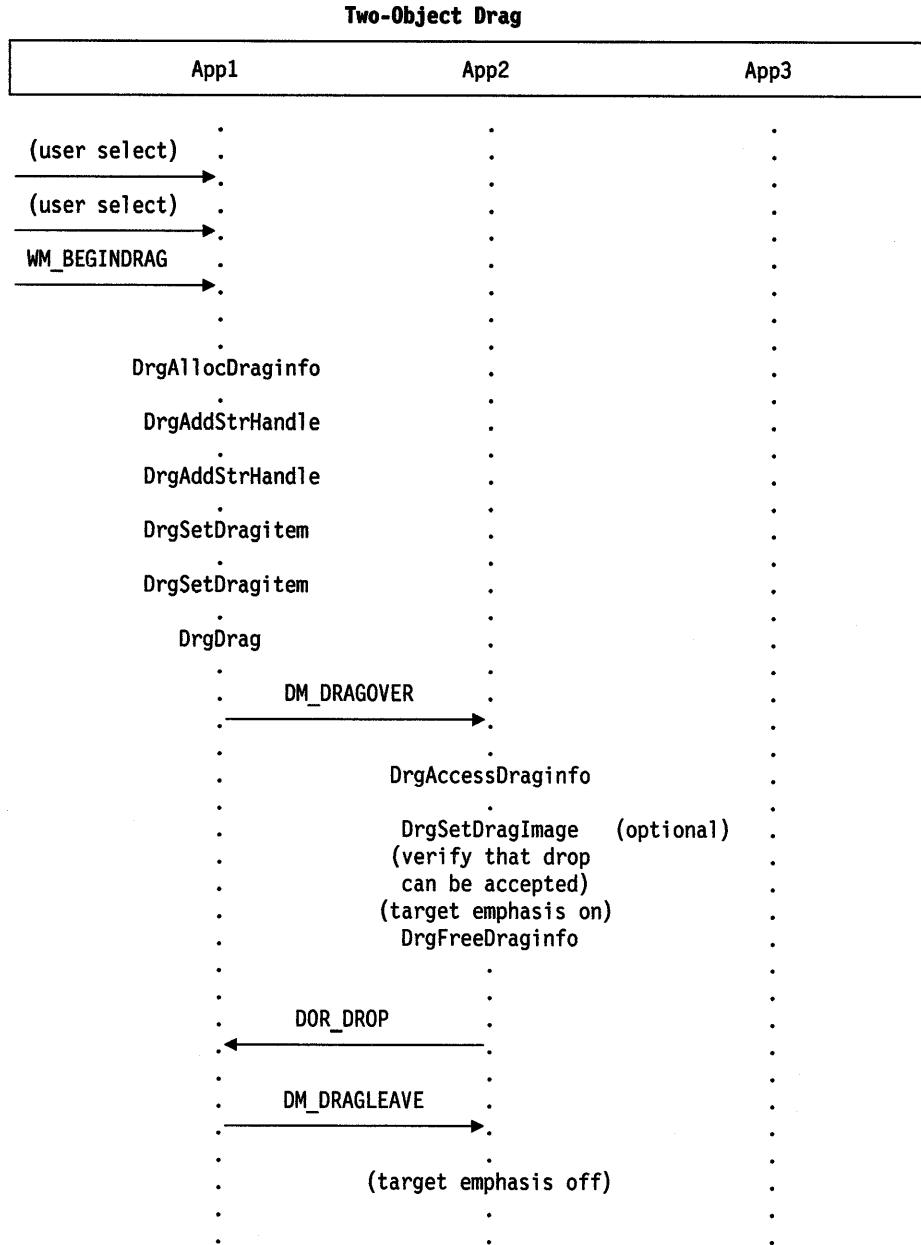 Two-Object Drag
App1 App2 App3
(user select)
(user select)
WM_BEGINDRAG
DrgAllocDraginfo
DrgAddStrHandle
DrgAddStrHandle
DrgSetDragitem
DrgSetDragitem
DrgDrag
DM_DRAGOVER
DrgAccessDraginfo
DrgSetDragImage (optional)
(verify that drop
can be accepted)
(target emphasis on)
DrgFreeDraginfo
DOR_DROP
DM_DRAGLEAVE
(target emphasis off)